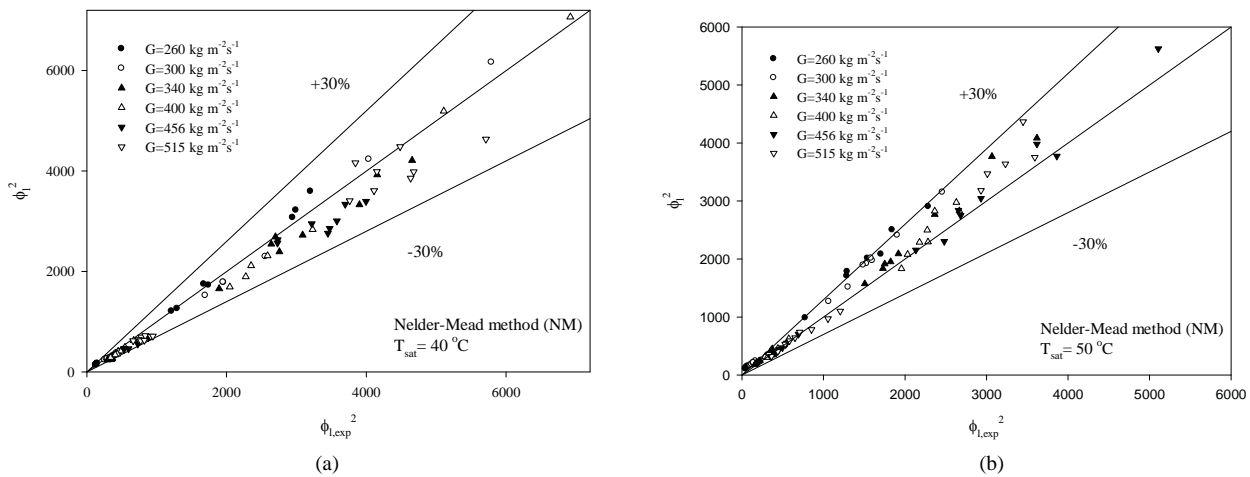 G=260 kg m⁻²s⁻¹
G=300 kg m⁻²s⁻¹
G=340 kg m⁻²s⁻¹
G=400 kg m⁻²s⁻¹
G=456 kg m⁻²s⁻¹
G=515 kg m⁻²s⁻¹
+30%
-30%
Nelder-Mead method (NM)
T_sat= 40 °C
ϕ_l²
0
2000
4000
6000
0 2000 4000 6000
ϕ_l,exp²
(a)
G=260 kg m⁻²s⁻¹
G=300 kg m⁻²s⁻¹
G=340 kg m⁻²s⁻¹
G=400 kg m⁻²s⁻¹
G=456 kg m⁻²s⁻¹
G=515 kg m⁻²s⁻¹
+30%
-30%
Nelder-Mead method (NM)
T_sat= 50 °C
ϕ_l²
6000
5000
4000
3000
2000
1000
0
0 1000 2000 3000 4000 5000 6000
ϕ_l,exp²
(b)